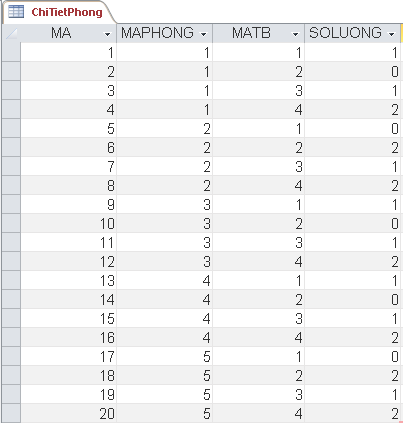 ChiTietPhong
MA MAPHONG MATB SOLUONG
1 1 1 1
2 1 2 0
3 1 3 1
4 1 4 2
5 2 1 0
6 2 2 2
7 2 3 1
8 2 4 2
9 3 1 1
10 3 2 0
11 3 3 1
12 3 4 2
13 4 1 1
14 4 2 0
15 4 3 1
16 4 4 2
17 5 1 0
18 5 2 2
19 5 3 1
20 5 4 2